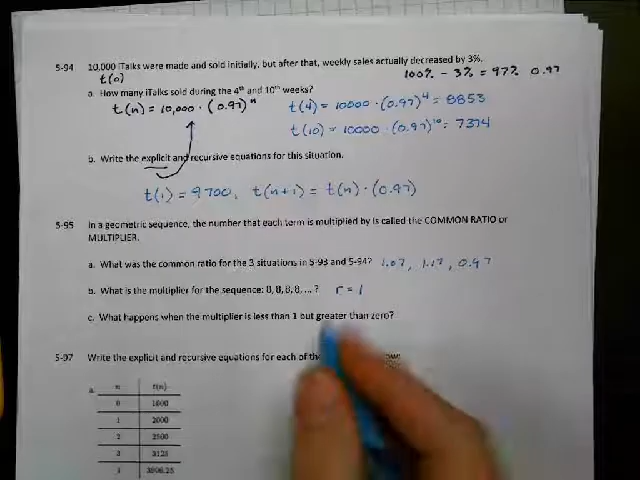 5-94 10,000 iTalks were made and sold initially, but after that, weekly sales actually decreased by 3%.
t(0) 100% - 3% = 97% 0.97
a. How many iTalks sold during the 4th and 10th weeks?
t(n) = 10,000 · (0.97)^n t(4) = 10000 · (0.97)^4 = 8853
t(10) = 10000 · (0.97)^10 = 7374
b. Write the explicit and recursive equations for this situation.
t(1) = 9700, t(n+1) = t(n) · (0.97)
5-95 In a geometric sequence, the number that each term is multiplied by is called the COMMON RATIO or
MULTIPLIER.
a. What was the common ratio for the 3 situations in 5-93 and 5-94? 1.07, 1.17, 0.97
b. What is the multiplier for the sequence: 8, 8, 8, 8, ... ? r = 1
c. What happens when the multiplier is less than 1 but greater than zero?
5-97 Write the explicit and recursive equations for each of the
a. n t(n)
0 1600
1 2000
2 2500
3 3125
3906.25